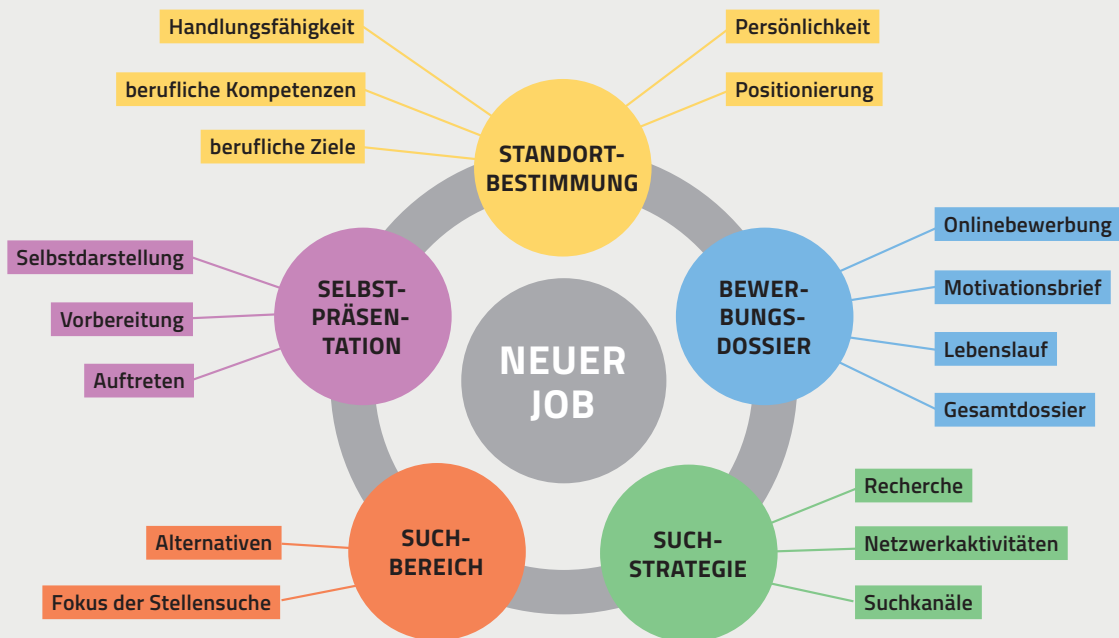 Handlungsfähigkeit
berufliche Kompetenzen
berufliche Ziele
Persönlichkeit
Positionierung
STANDORT-
BESTIMMUNG
Selbstdarstellung
Vorbereitung
Auftreten
SELBST-
PRÄSEN-
TATION
NEUER
JOB
BEWER-
BUNGS-
DOSSIER
Onlinebewerbung
Motivationsbrief
Lebenslauf
Gesamtdossier
Alternativen
Fokus der Stellensuche
SUCH-
BEREICH
SUCH-
STRATEGIE
Recherche
Netzwerkaktivitäten
Suchkanäle